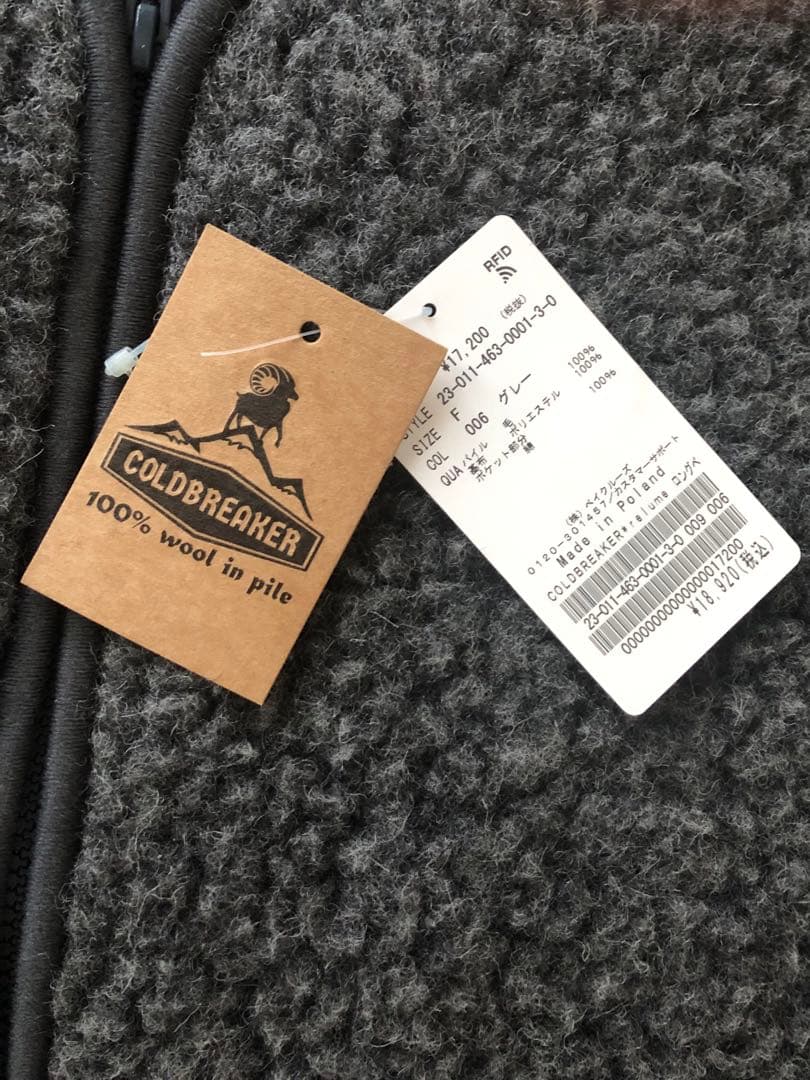 COLDBREAKER
100% wool in pile
RFID
¥17,200 (税抜)
STYLE 23-011-463-0001-3-0
SIZE F
COL 006 グレー
QUA パイル 毛 100%
基布 ポリエステル 100%
ポケット部分
綿 100%
(株) ベイクルーズ
0120-301457/カスタマーサポート
Made in Poland
COLDBREAKER*relume コングベ
23-011-463-0001-3-0 009 006
0000000000000017200
¥18,920(税込)